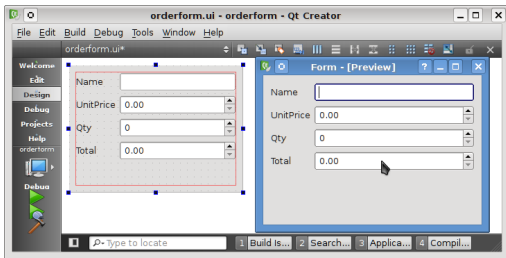 orderform.ui - orderform - Qt Creator
File Edit Build Debug Tools Window Help
orderform.ui*
Welcome
Edit
Design
Debug
Projects
Help
orderform
Debug
Name
UnitPrice 0.00
Qty 0
Total 0.00
Form - [Preview]
Name
UnitPrice 0.00
Qty 0
Total 0.00
Type to locate
1 Build Is... 2 Search... 3 Applica... 4 Compil...